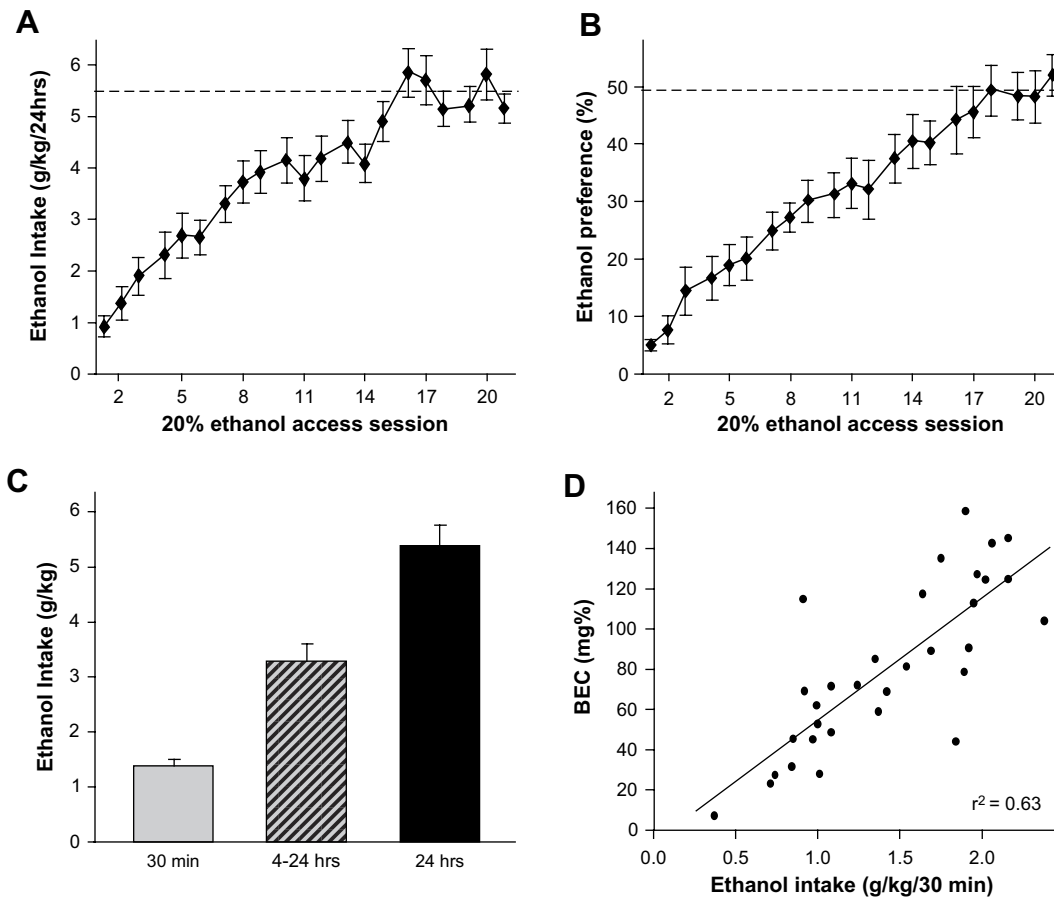 A
Ethanol Intake (g/kg/24hrs)
6
5
4
3
2
1
0
2 5 8 11 14 17 20
20% ethanol access session
B
Ethanol preference (%)
50
40
30
20
10
0
2 5 8 11 14 17 20
20% ethanol access session
C
Ethanol Intake (g/kg)
6
5
4
3
2
1
0
30 min 4-24 hrs 24 hrs
D
BEC (mg%)
160
140
120
100
80
60
40
20
0
r2 = 0.63
0.0 0.5 1.0 1.5 2.0
Ethanol intake (g/kg/30 min)